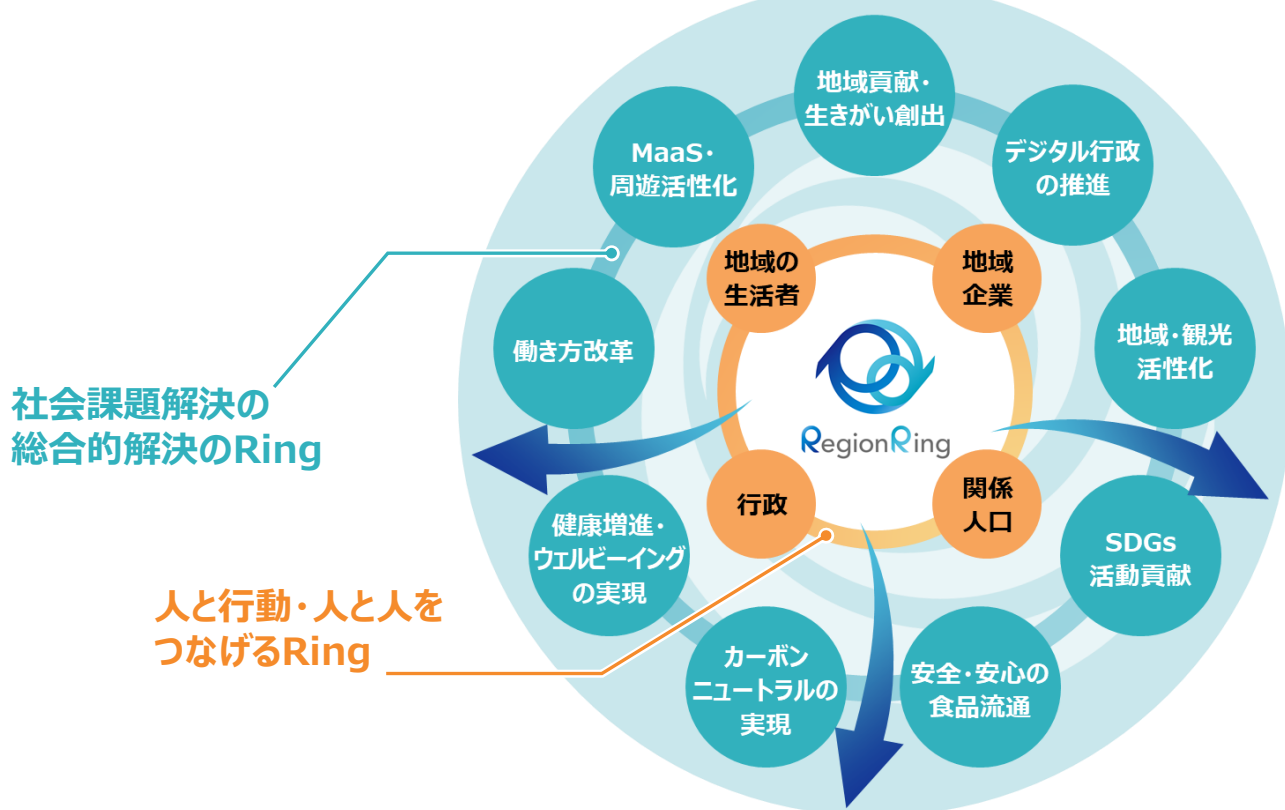 地域貢献・
生きがい創出
MaaS・
周遊活性化
デジタル行政
の推進
地域の
生活者
地域
企業
働き方改革
地域・観光
活性化
社会課題解決の
総合的解決のRing
RegionRing
行政
関係
人口
健康増進・
ウェルビーイング
の実現
SDGs
活動貢献
人と行動・人と人を
つなげるRing
カーボン
ニュートラルの
実現
安全・安心の
食品流通